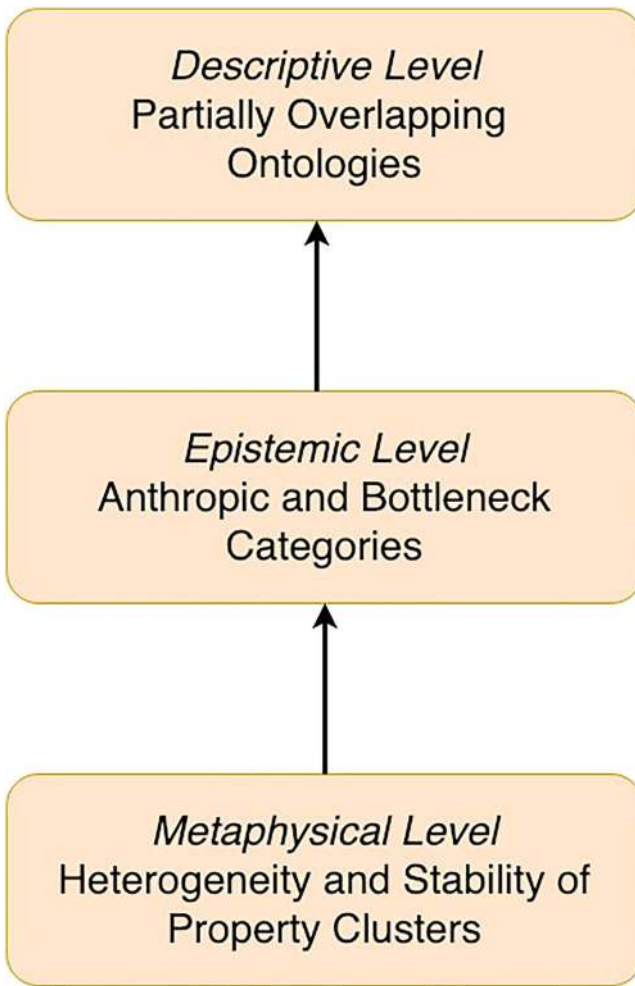 Descriptive Level
Partially Overlapping
Ontologies
Epistemic Level
Anthropic and Bottleneck
Categories
Metaphysical Level
Heterogeneity and Stability of
Property Clusters